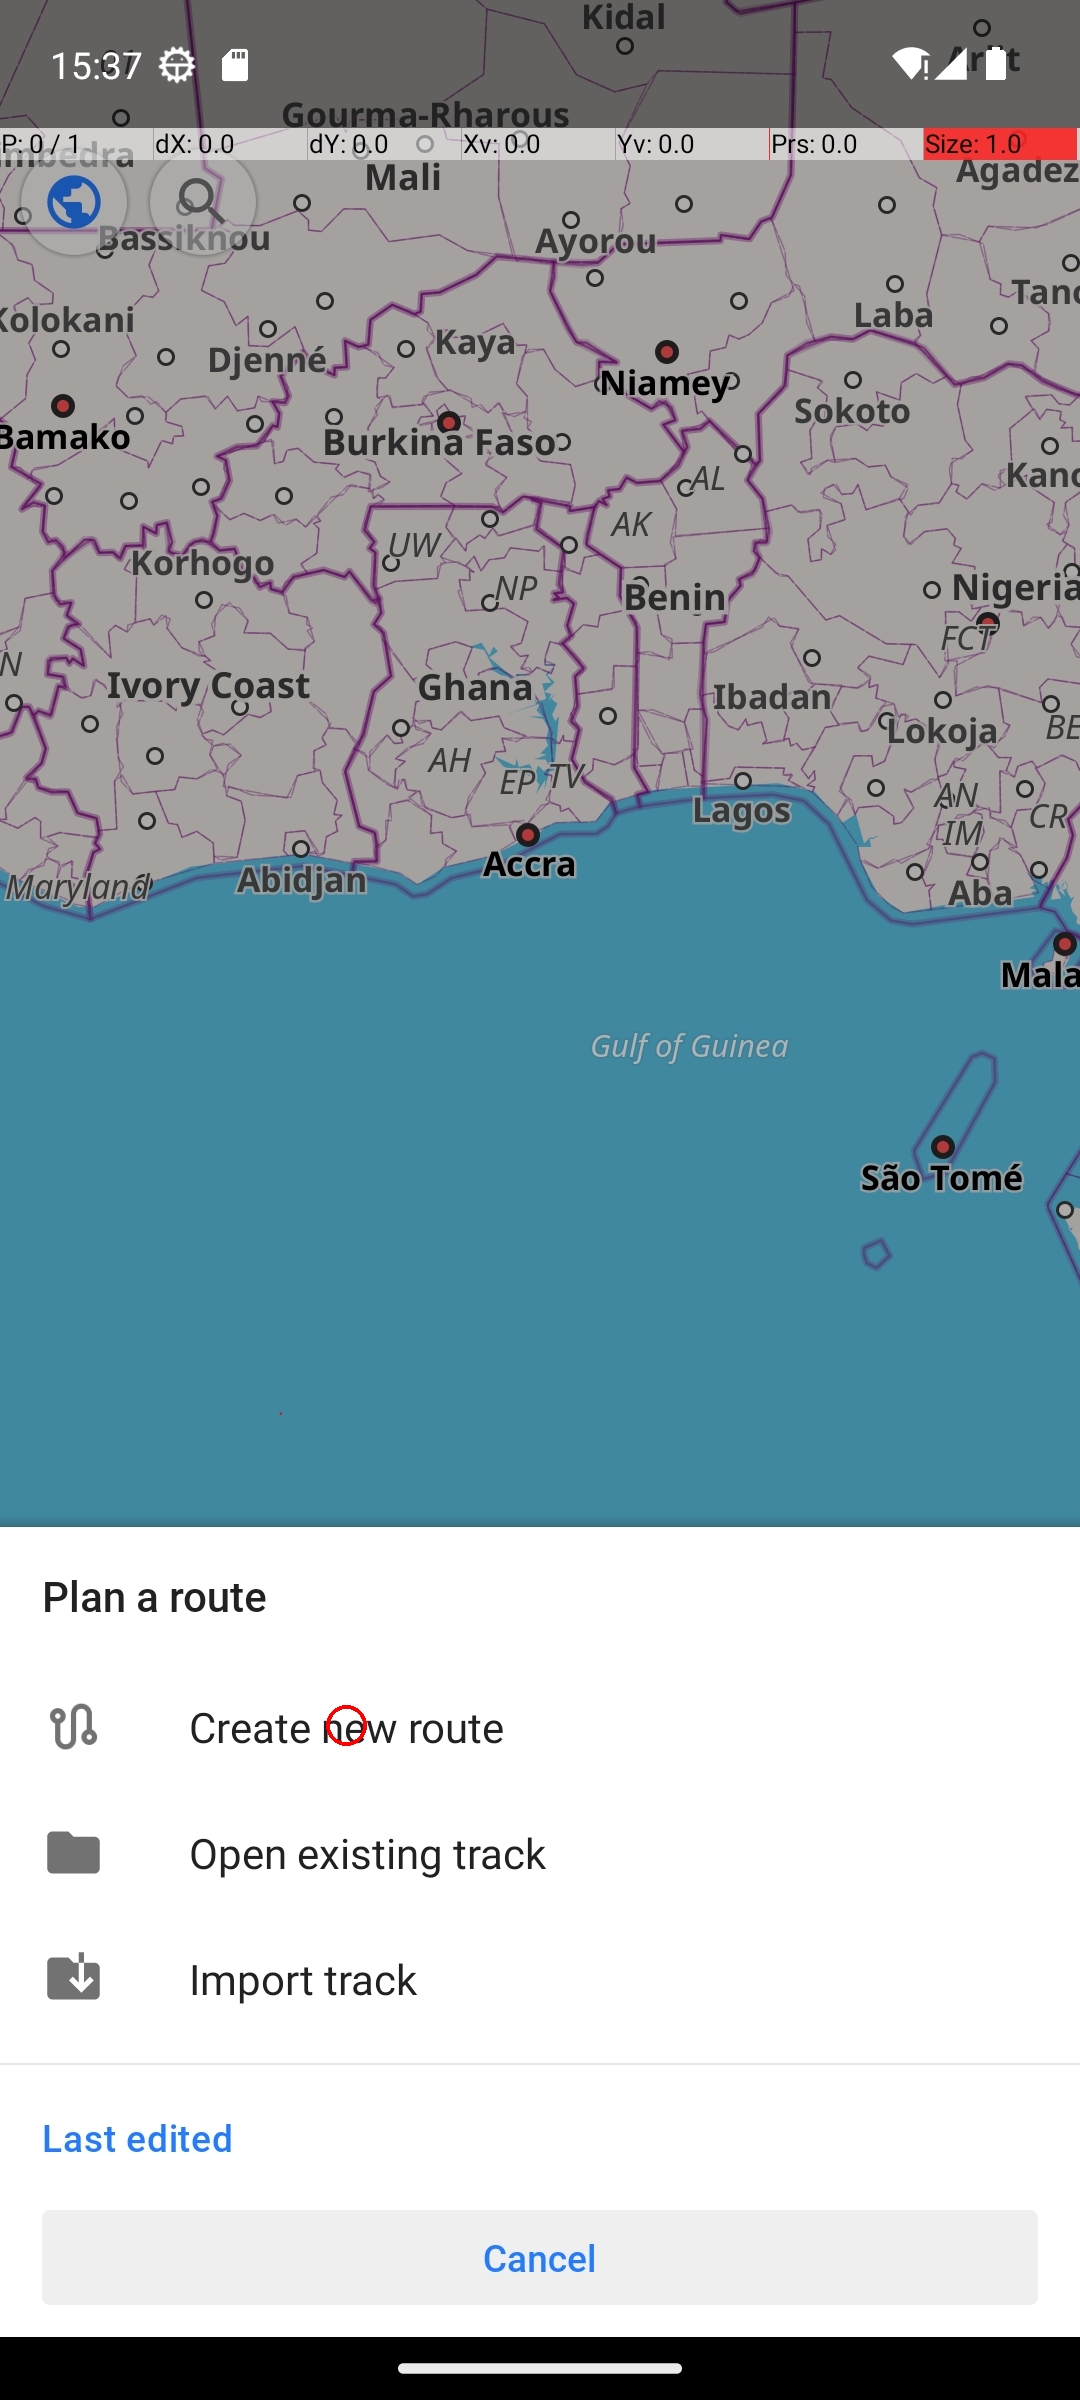 Kidal
15:37
Gourma-Rharous
P: 0 / 1 dX: 0.0 dY: 0.0 Xv: 0.0 Yv: 0.0 Prs: 0.0 Size: 1.0
Mali
Agadez
Bassiknou
Ayorou
Kolokani
Laba
Djenné
Kaya
Niamey
Sokoto
Bamako
Burkina Faso
AL
AK
UW
Korhogo
NP
Benin
Nigeria
FCT
N
Ivory Coast
Ghana
Ibadan
Lokoja
BE
AH
EP
TV
AN
Lagos
CR
IM
Accra
Maryland
Abidjan
Aba
Mala
Gulf of Guinea
São Tomé
Plan a route
Create new route
Open existing track
Import track
Last edited
Cancel